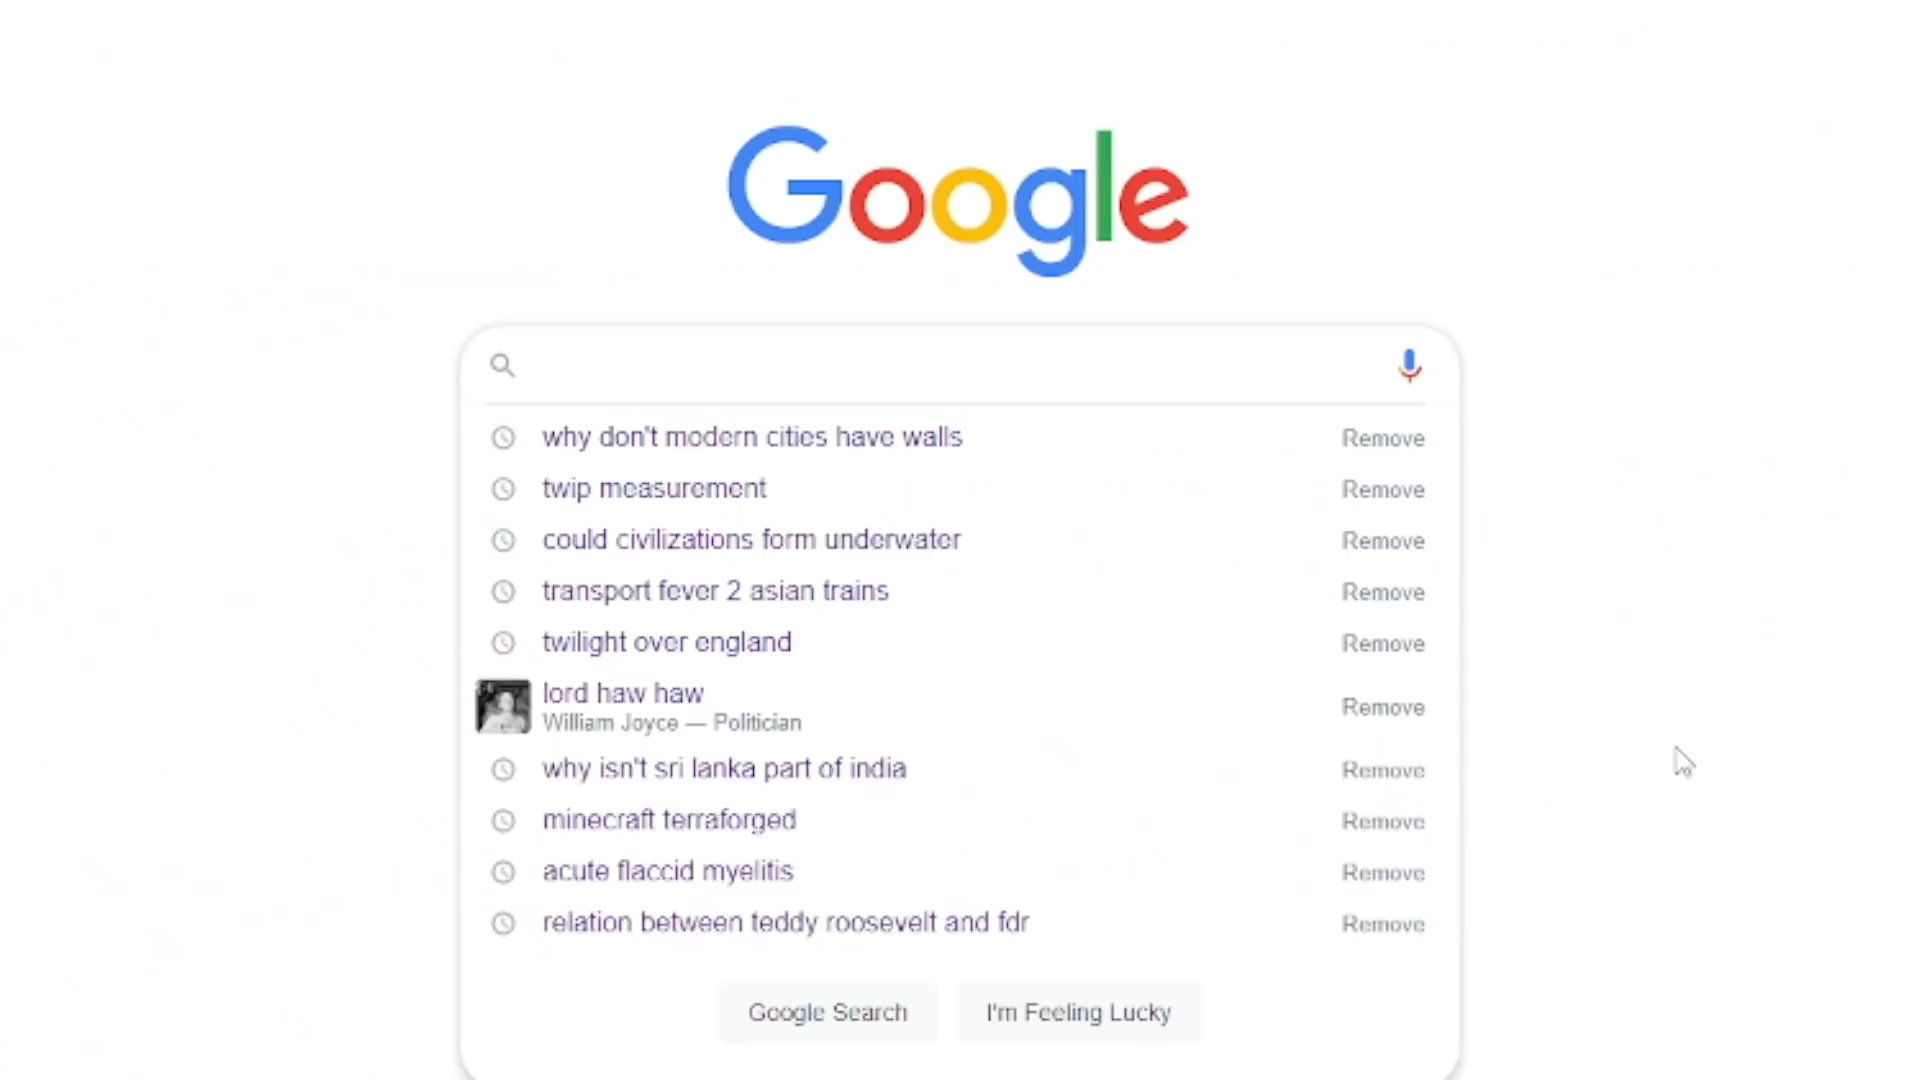 Google
why don't modern cities have walls Remove
twip measurement Remove
could civilizations form underwater Remove
transport fever 2 asian trains Remove
twilight over england Remove
lord haw haw
William Joyce — Politician Remove
why isn't sri lanka part of india Remove
minecraft terraforged Remove
acute flaccid myelitis Remove
relation between teddy roosevelt and fdr Remove
Google Search I'm Feeling Lucky